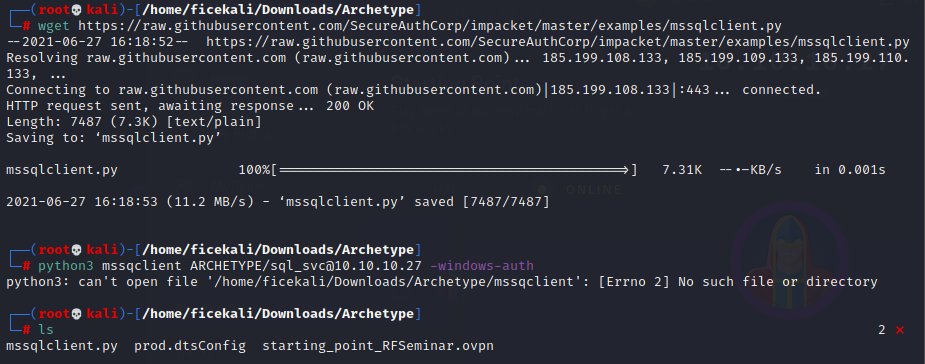 ┌──(root💀kali)-[/home/ficekali/Downloads/Archetype]
└─# wget https://raw.githubusercontent.com/SecureAuthCorp/impacket/master/examples/mssqlclient.py
--2021-06-27 16:18:52--  https://raw.githubusercontent.com/SecureAuthCorp/impacket/master/examples/mssqlclient.py
Resolving raw.githubusercontent.com (raw.githubusercontent.com)... 185.199.108.133, 185.199.109.133, 185.199.110.
133, ...
Connecting to raw.githubusercontent.com (raw.githubusercontent.com)|185.199.108.133|:443... connected.
HTTP request sent, awaiting response... 200 OK
Length: 7487 (7.3K) [text/plain]
Saving to: ‘mssqlclient.py’
mssqlclient.py 100%[===================>] 7.31K --.-KB/s in 0.001s
2021-06-27 16:18:53 (11.2 MB/s) - ‘mssqlclient.py’ saved [7487/7487]
ONLINE
┌──(root💀kali)-[/home/ficekali/Downloads/Archetype]
└─# python3 mssqlclient ARCHETYPE/sql_svc@10.10.10.27 -windows-auth
python3: can't open file '/home/ficekali/Downloads/Archetype/mssqlclient': [Errno 2] No such file or directory
┌──(root💀kali)-[/home/ficekali/Downloads/Archetype]
└─# ls 2 ⨯
mssqlclient.py  prod.dtsConfig  starting_point_RFSeminar.ovpn